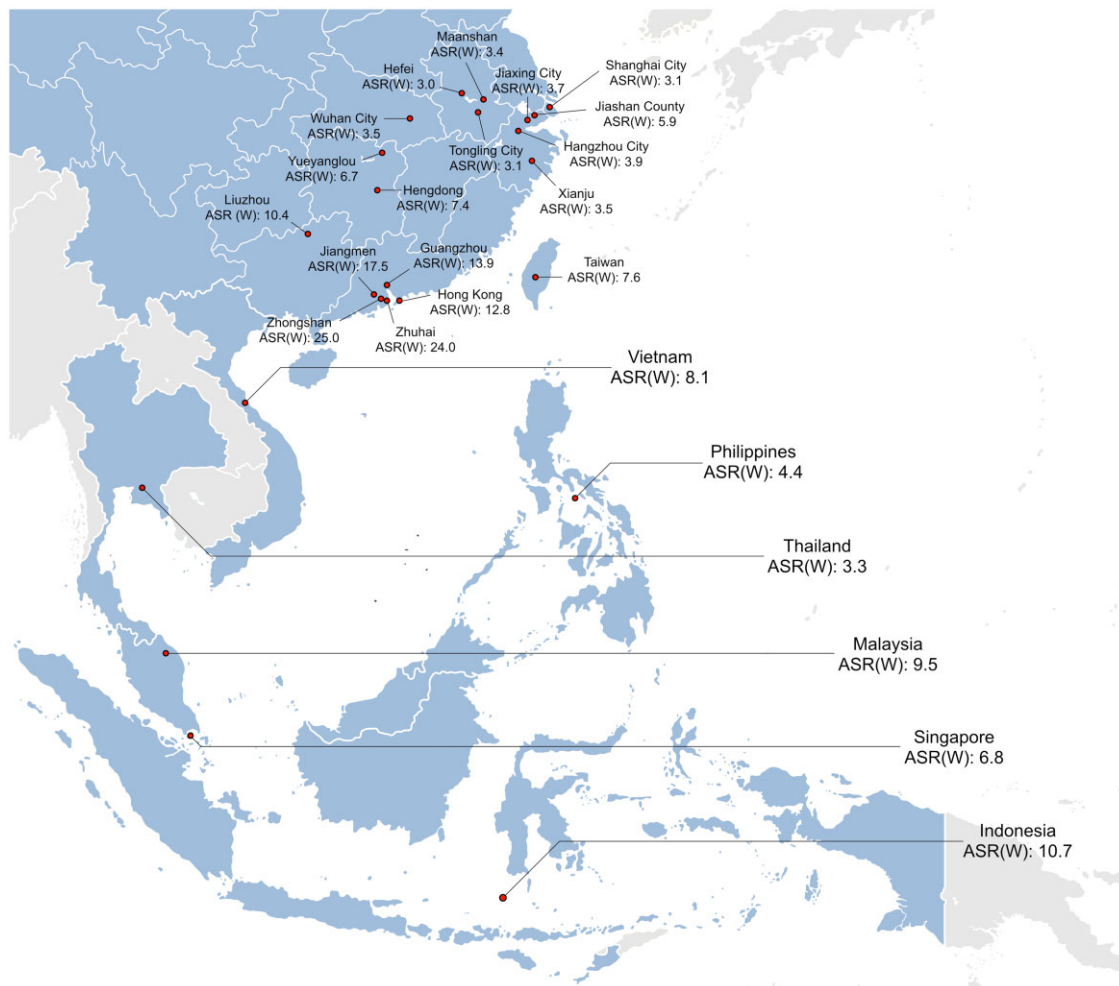 Maanshan
ASR(W): 3.4
Hefei
ASR(W): 3.0
Jiaxing City
ASR(W): 3.7
Shanghai City
ASR(W): 3.1
Jiashan County
ASR(W): 5.9
Wuhan City
ASR(W): 3.5
Tongling City
ASR(W): 3.1
Hangzhou City
ASR(W): 3.9
Yueyanglou
ASR(W): 6.7
Hengdong
ASR(W): 7.4
Xianju
ASR(W): 3.5
Liuzhou
ASR (W): 10.4
Jiangmen
ASR(W): 17.5
Guangzhou
ASR(W): 13.9
Taiwan
ASR(W): 7.6
Hong Kong
ASR(W): 12.8
Zhongshan
ASR(W): 25.0
Zhuhai
ASR(W): 24.0
Vietnam
ASR(W): 8.1
Philippines
ASR(W): 4.4
Thailand
ASR(W): 3.3
Malaysia
ASR(W): 9.5
Singapore
ASR(W): 6.8
Indonesia
ASR(W): 10.7